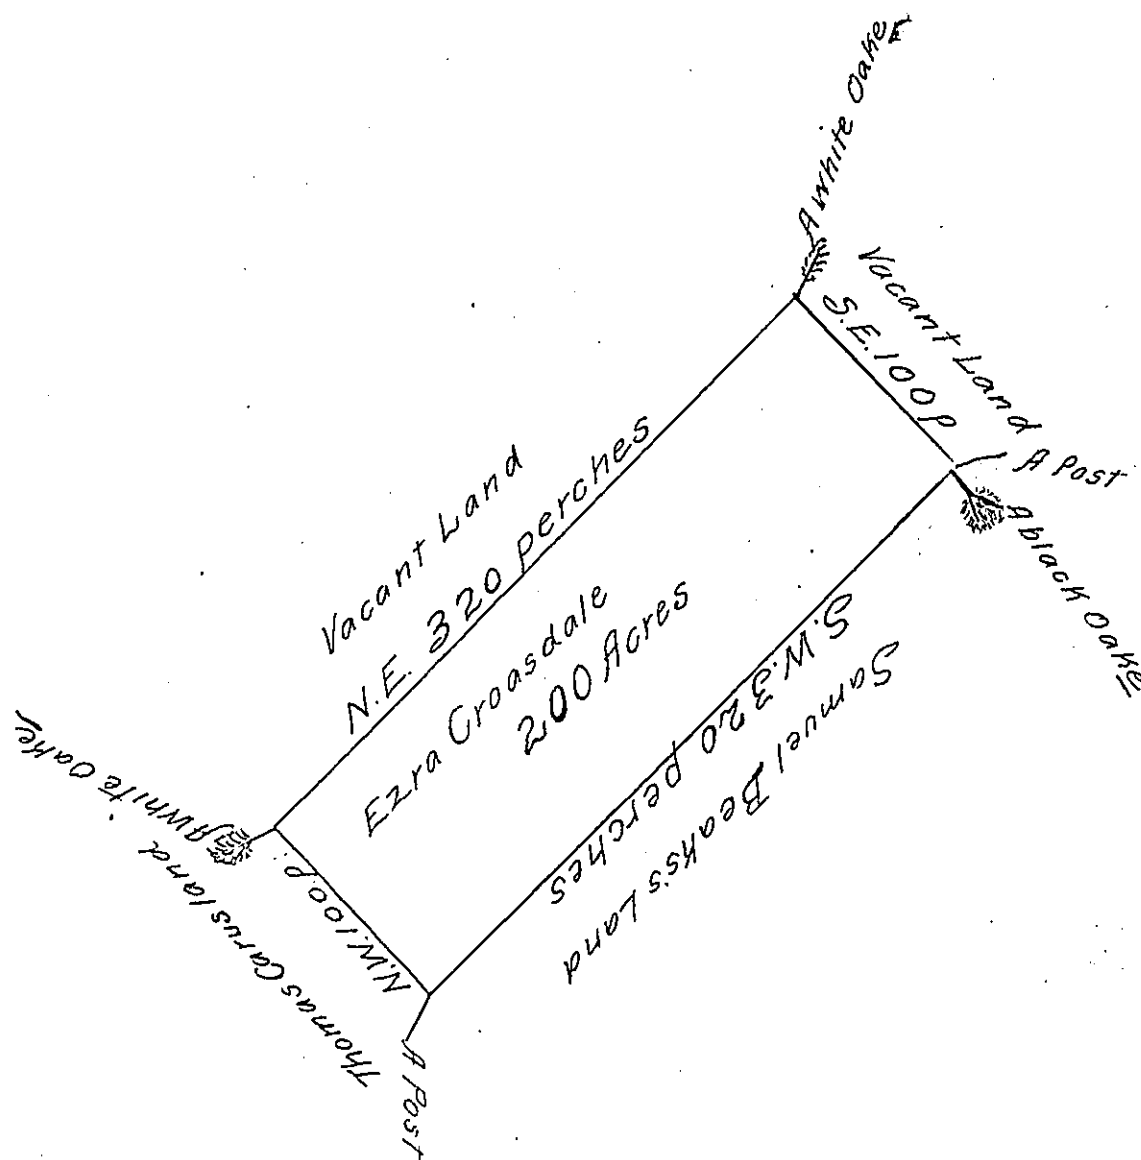 A White Oake
Vacant Land
S.E. 100 P
A Post
A black Oake
Vacant Land
N.E. 320 perches
Ezra Croasdale
200 Acres
S.W. 320 perches
Samuel Beaks's Land
A White Oake
Thomas Carus land
N.W. 100. P.
A Post